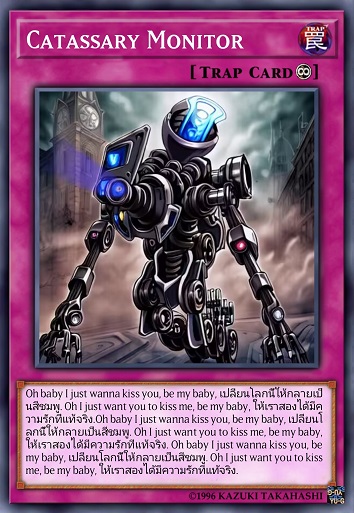 Catassary Monitor
TRAP
罠
[Trap Card]
Oh baby I just wanna kiss you, be my baby, เปลี่ยนโลกนี้ให้กลายเป็
นสีชมพู. Oh I just want you to kiss me, be my baby, ให้เราสองได้มี
ความรักที่แท้จริง.Oh baby I just wanna kiss you, be my baby, เปลี่ยนโ
ลกนี้ให้กลายเป็นสีชมพู. Oh I just want you to kiss me, be my baby,
ให้เราสองได้มีความรักที่แท้จริง. Oh baby I just wanna kiss you, be my
baby, เปลี่ยนโลกนี้ให้กลายเป็นสีชมพู. Oh I just want you to kiss
me, be my baby, ให้เราสองได้มีความรักที่แท้จริง.
©1996 KAZUKI TAKAHASHI